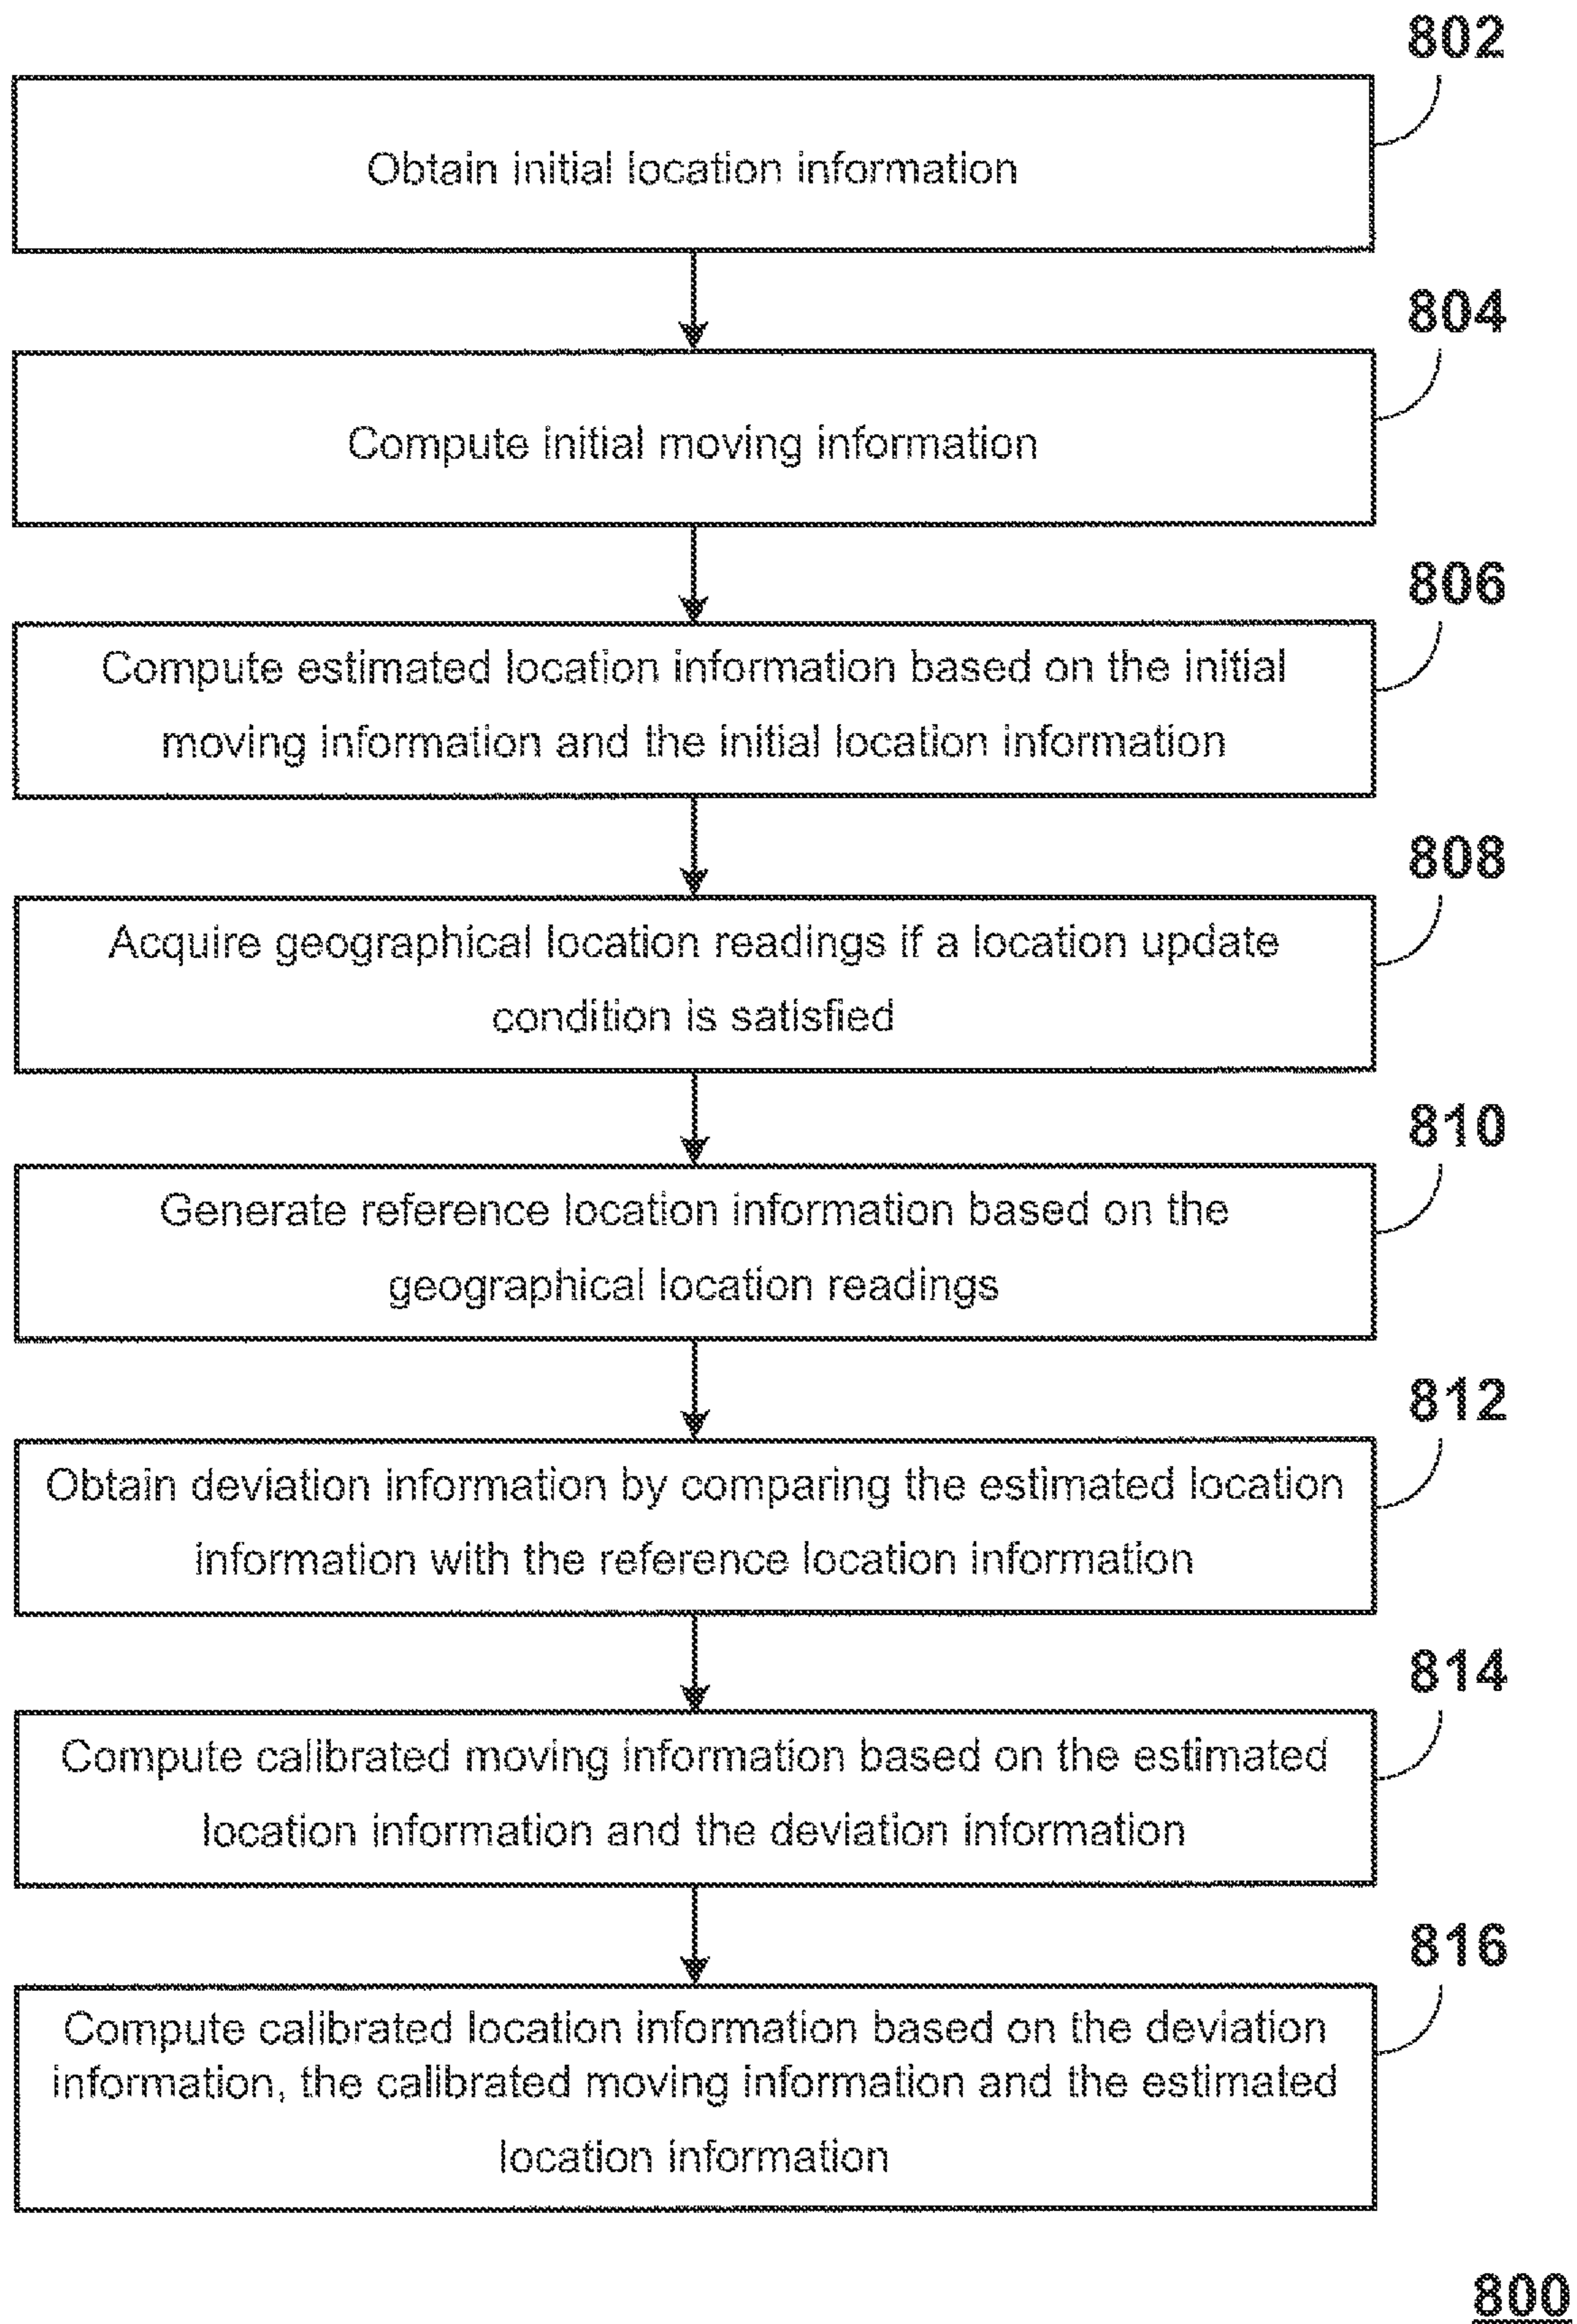 802
Obtain initial location information
804
Compute initial moving information
806
Compute estimated location information based on the initial
moving information and the initial location information
808
Acquire geographical location readings if a location update
condition is satisfied
810
Generate reference location information based on the
geographical location readings
812
Obtain deviation information by comparing the estimated location
information with the reference location information
814
Compute calibrated moving information based on the estimated
location information and the deviation information
816
Compute calibrated location information based on the deviation
information, the calibrated moving information and the estimated
location information
800